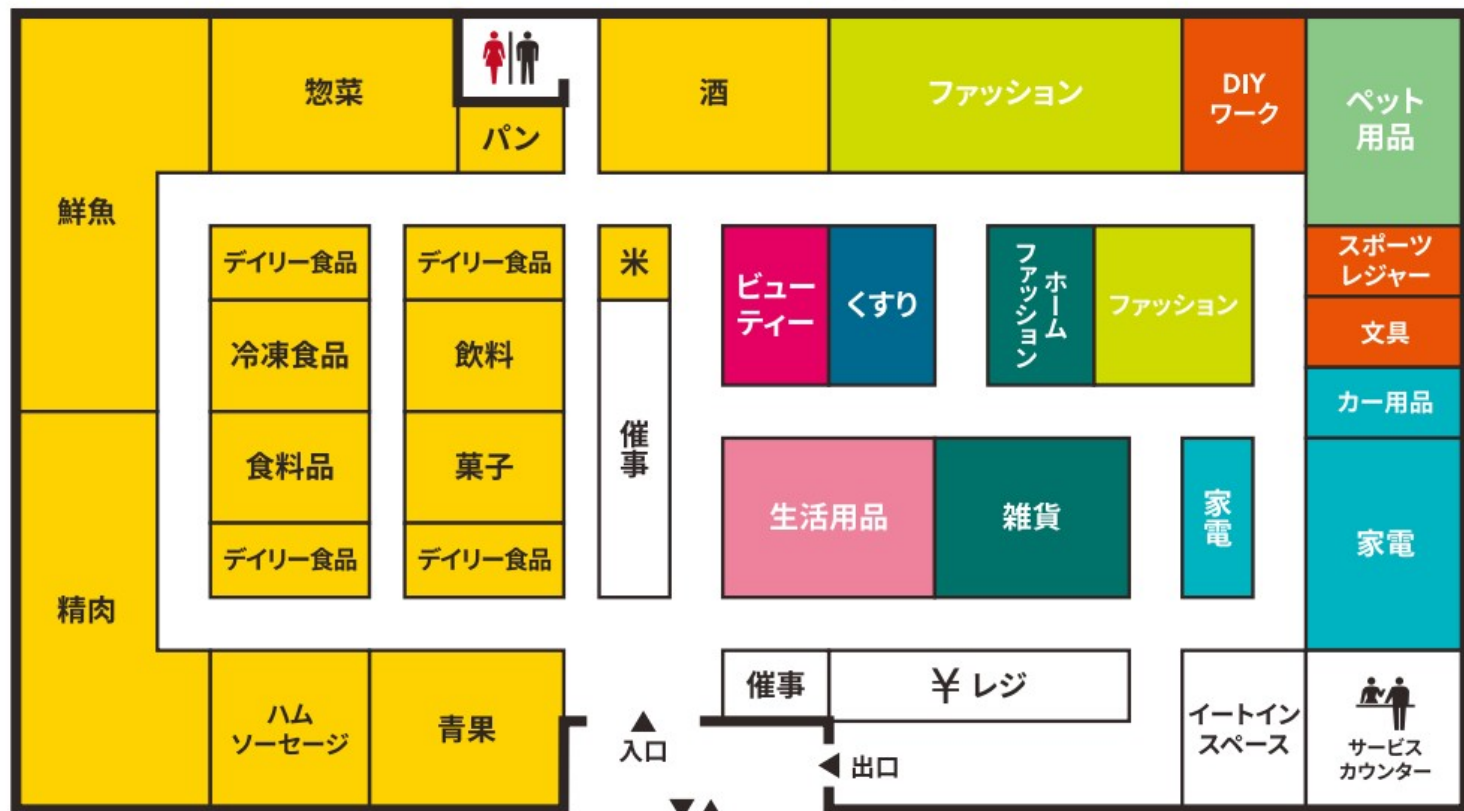 惣菜
酒
ファッション
DIY
ワーク
ペット
用品
パン
鮮魚
デイリー食品
デイリー食品
米
ビュー
ティー
くすり
ホーム
ファッション
ファッション
スポーツ
レジャー
文具
冷凍食品
飲料
催事
カー用品
食料品
菓子
生活用品
雑貨
家電
家電
デイリー食品
デイリー食品
精肉
ハム
ソーセージ
青果
催事
¥ レジ
イートイン
スペース
サービス
カウンター
▲
入口
◀ 出口